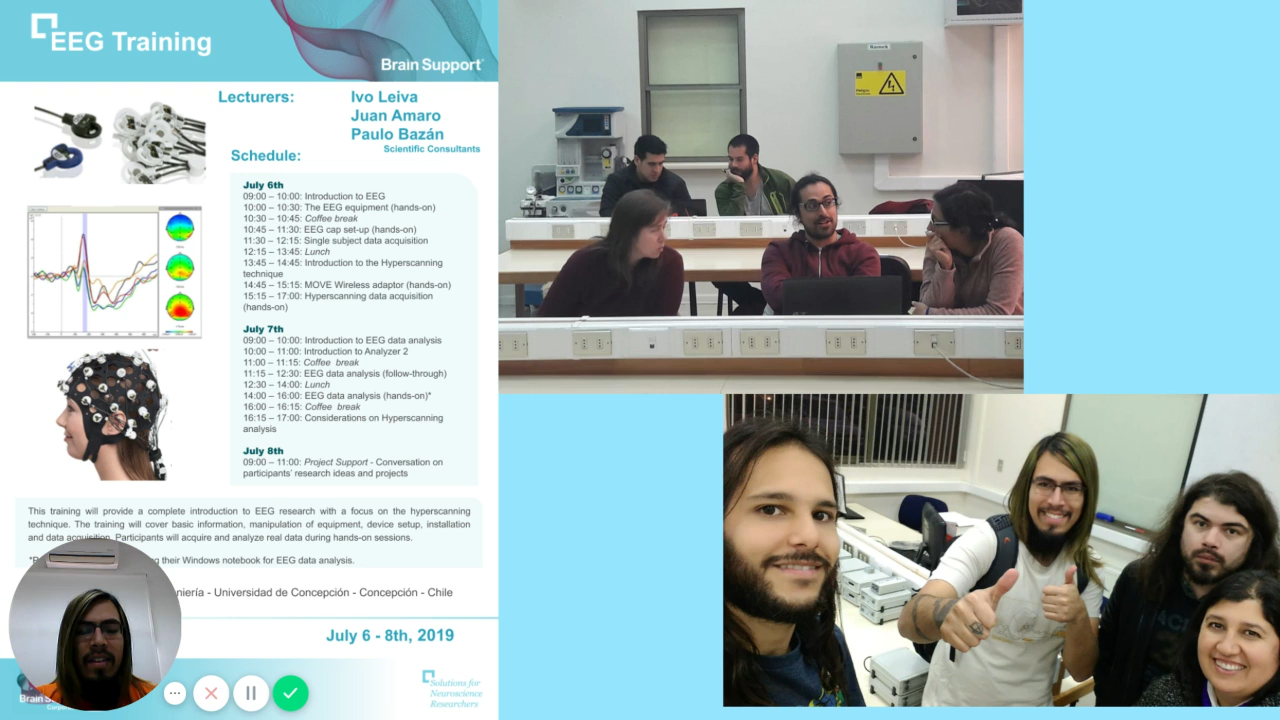 EEG Training
Brain Support
Lecturers:
Ivo Leiva
Juan Amaro
Paulo Bazán
Scientific Consultants
Schedule:
July 6th
09:00 – 10:00: Introduction to EEG
10:00 – 10:30: The EEG equipment (hands-on)
10:30 – 10:45: Coffee break
10:45 – 11:30: EEG cap set-up (hands-on)
11:30 – 12:15: Single subject data acquisition
12:15 – 13:45: Lunch
13:45 – 14:45: Introduction to the Hyperscanning
technique
14:45 – 15:15: MOVE Wireless adaptor (hands-on)
15:15 – 17:00: Hyperscanning data acquisition
(hands-on)
July 7th
09:00 – 10:00: Introduction to EEG data analysis
10:00 – 11:00: Introduction to Analyzer 2
11:00 – 11:15: Coffee break
11:15 – 12:30: EEG data analysis (follow-through)
12:30 – 14:00: Lunch
14:00 – 16:00: EEG data analysis (hands-on)*
16:00 – 16:15: Coffee break
16:15 – 17:00: Considerations on Hyperscanning
analysis
July 8th
09:00 – 11:00: Project Support - Conversation on
participants' research ideas and projects
This training will provide a complete introduction to EEG research with a focus on the hyperscanning
technique. The training will cover basic information, manipulation of equipment, device setup, installation
and data acquisition. Participants will acquire and analyze real data during hands-on sessions.
their Windows notebook for EEG data analysis.
- Universidad de Concepción - Concepción - Chile
July 6 - 8th, 2019
Solutions for
Neuroscience
Researchers